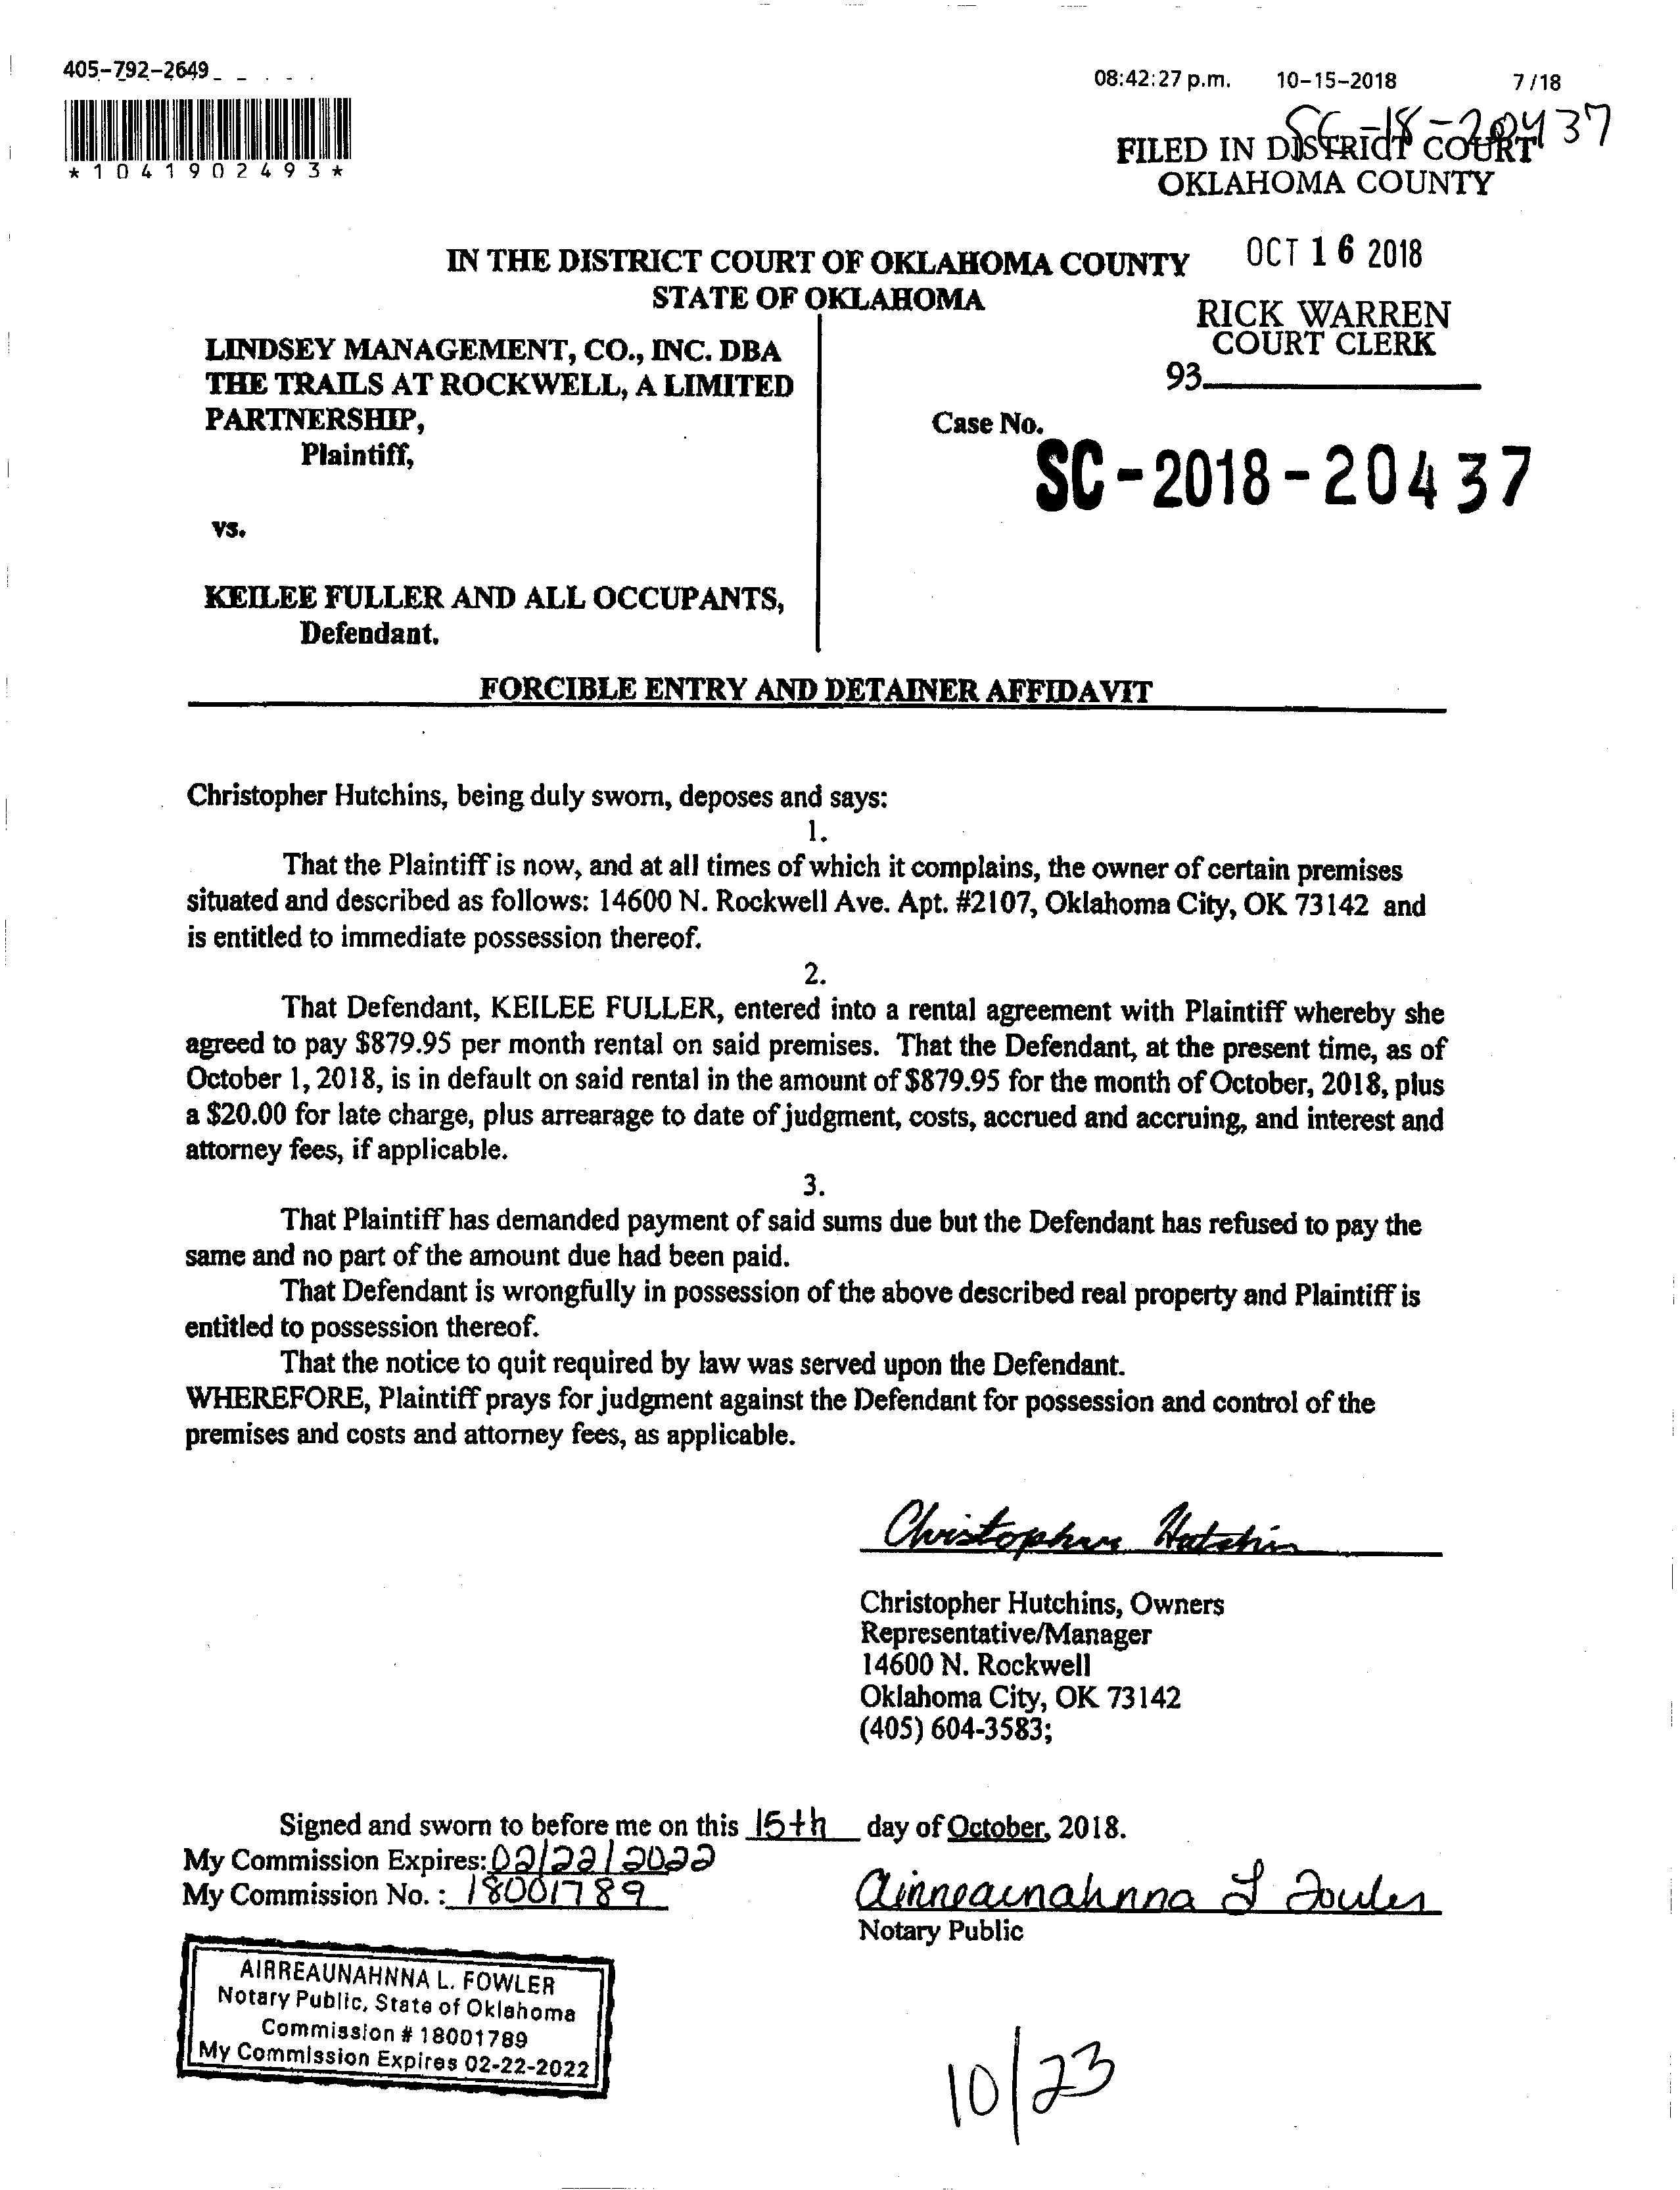 405-792-2649
08:42:27 p.m. 10-15-2018 7/18
*1041902493*
SC-18-20437
FILED IN DISTRICT COURT
OKLAHOMA COUNTY
OCT 16 2018
RICK WARREN
COURT CLERK
93
IN THE DISTRICT COURT OF OKLAHOMA COUNTY
STATE OF OKLAHOMA
LINDSEY MANAGEMENT, CO., INC. DBA
THE TRAILS AT ROCKWELL, A LIMITED
PARTNERSHIP,
Plaintiff,
Case No.
SC-2018-20437
vs.
KEILEE FULLER AND ALL OCCUPANTS,
Defendant.
FORCIBLE ENTRY AND DETAINER AFFIDAVIT
Christopher Hutchins, being duly sworn, deposes and says:
1.
That the Plaintiff is now, and at all times of which it complains, the owner of certain premises
situated and described as follows: 14600 N. Rockwell Ave. Apt. #2107, Oklahoma City, OK 73142 and
is entitled to immediate possession thereof.
2.
That Defendant, KEILEE FULLER, entered into a rental agreement with Plaintiff whereby she
agreed to pay $879.95 per month rental on said premises. That the Defendant, at the present time, as of
October 1, 2018, is in default on said rental in the amount of $879.95 for the month of October, 2018, plus
a $20.00 for late charge, plus arrearage to date of judgment, costs, accrued and accruing, and interest and
attorney fees, if applicable.
3.
That Plaintiff has demanded payment of said sums due but the Defendant has refused to pay the
same and no part of the amount due had been paid.
That Defendant is wrongfully in possession of the above described real property and Plaintiff is
entitled to possession thereof.
That the notice to quit required by law was served upon the Defendant.
WHEREFORE, Plaintiff prays for judgment against the Defendant for possession and control of the
premises and costs and attorney fees, as applicable.
Christopher Hutchins
Christopher Hutchins, Owners
Representative/Manager
14600 N. Rockwell
Oklahoma City, OK 73142
(405) 604-3583;
Signed and sworn to before me on this 15th day of October, 2018.
My Commission Expires: 02/22/2022
My Commission No. : 18001789
Airreaunahnna L Fowler
Notary Public
AIRREAUNAHNNA L. FOWLER
Notary Public, State of Oklahoma
Commission # 18001789
My Commission Expires 02-22-2022
10/23